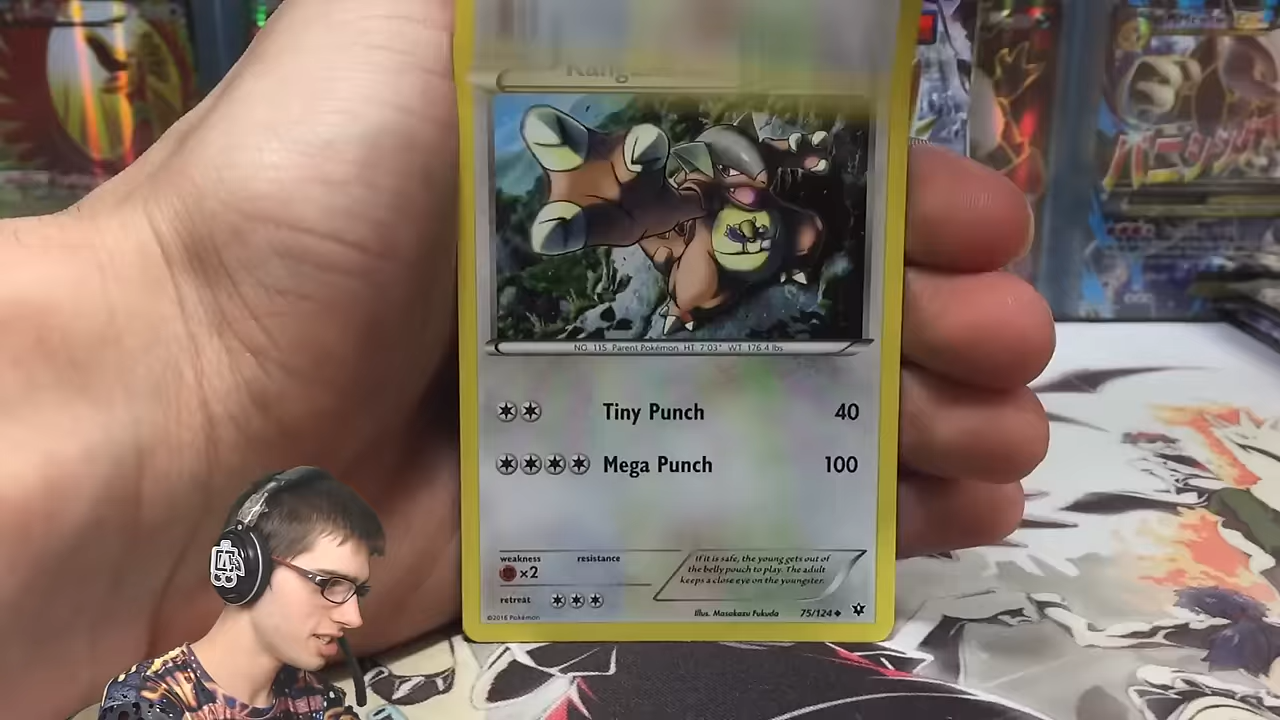 NO. 115 Parent Pokémon HT: 7'03" WT: 176.4 lbs
Tiny Punch 40
Mega Punch 100
weakness resistance
×2
If it is safe, the young gets out of
the belly pouch to play. The adult
keeps a close eye on the youngster.
retreat
©2016 Pokémon
Illus. Masakazu Fukuda 75/124